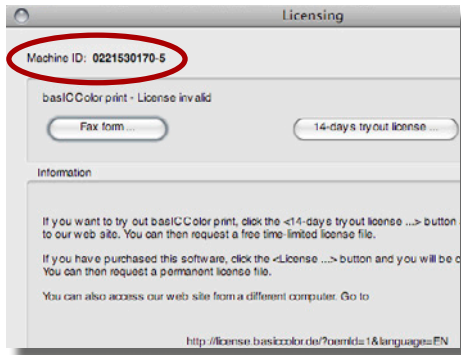 Licensing
Machine ID: 0221530170-5
basICColor print - License invalid
Fax form ...
14-days tryout license ...
Information
If you want to try out basICColor print, click the <14-days tryout license ...> button
to our web site. You can then request a free time-limited license file.
If you have purchased this software, click the <License ...> button and you will be
You can then request a permanent license file.
You can also access our web site from a different computer. Go to
http://license.basiccolor.de/?oemId=1&language=EN